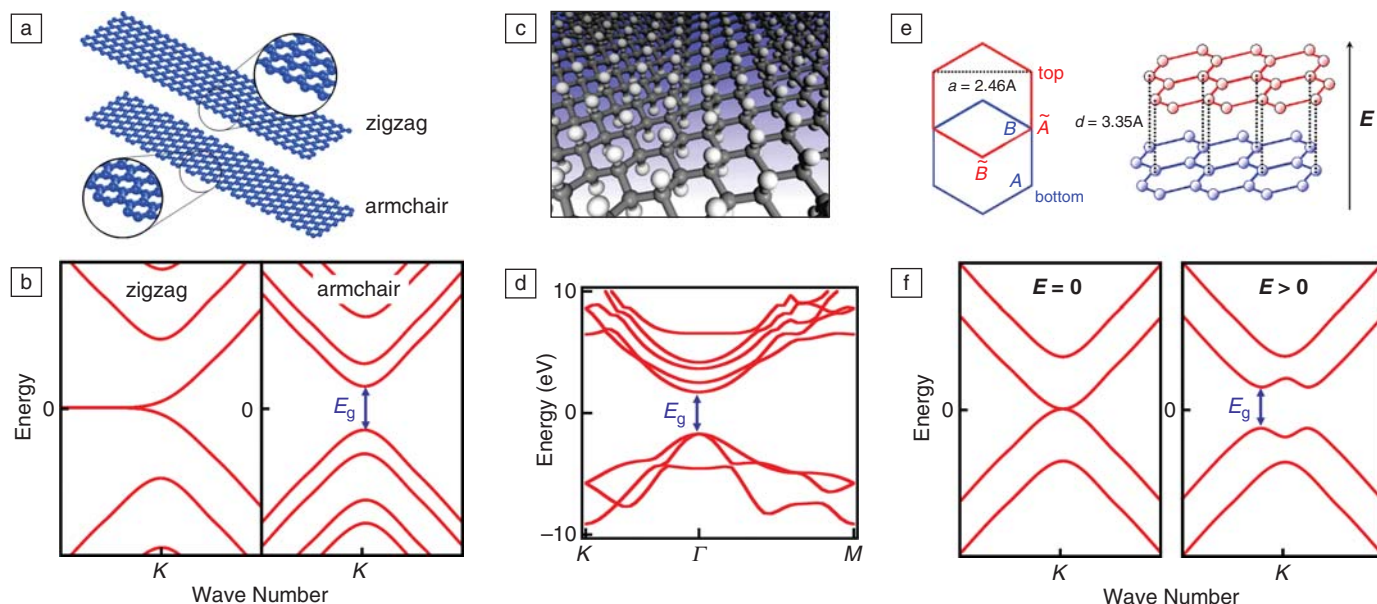 a
zigzag
armchair
b
zigzag
armchair
Energy
0
0
E_g
K
K
Wave Number
c
d
10
0
–10
Energy (eV)
E_g
K
Γ
M
e
top
a = 2.46A
B
Ã
B̃
A
bottom
d = 3.35A
E
f
E = 0
E > 0
Energy
0
0
E_g
K
K
Wave Number